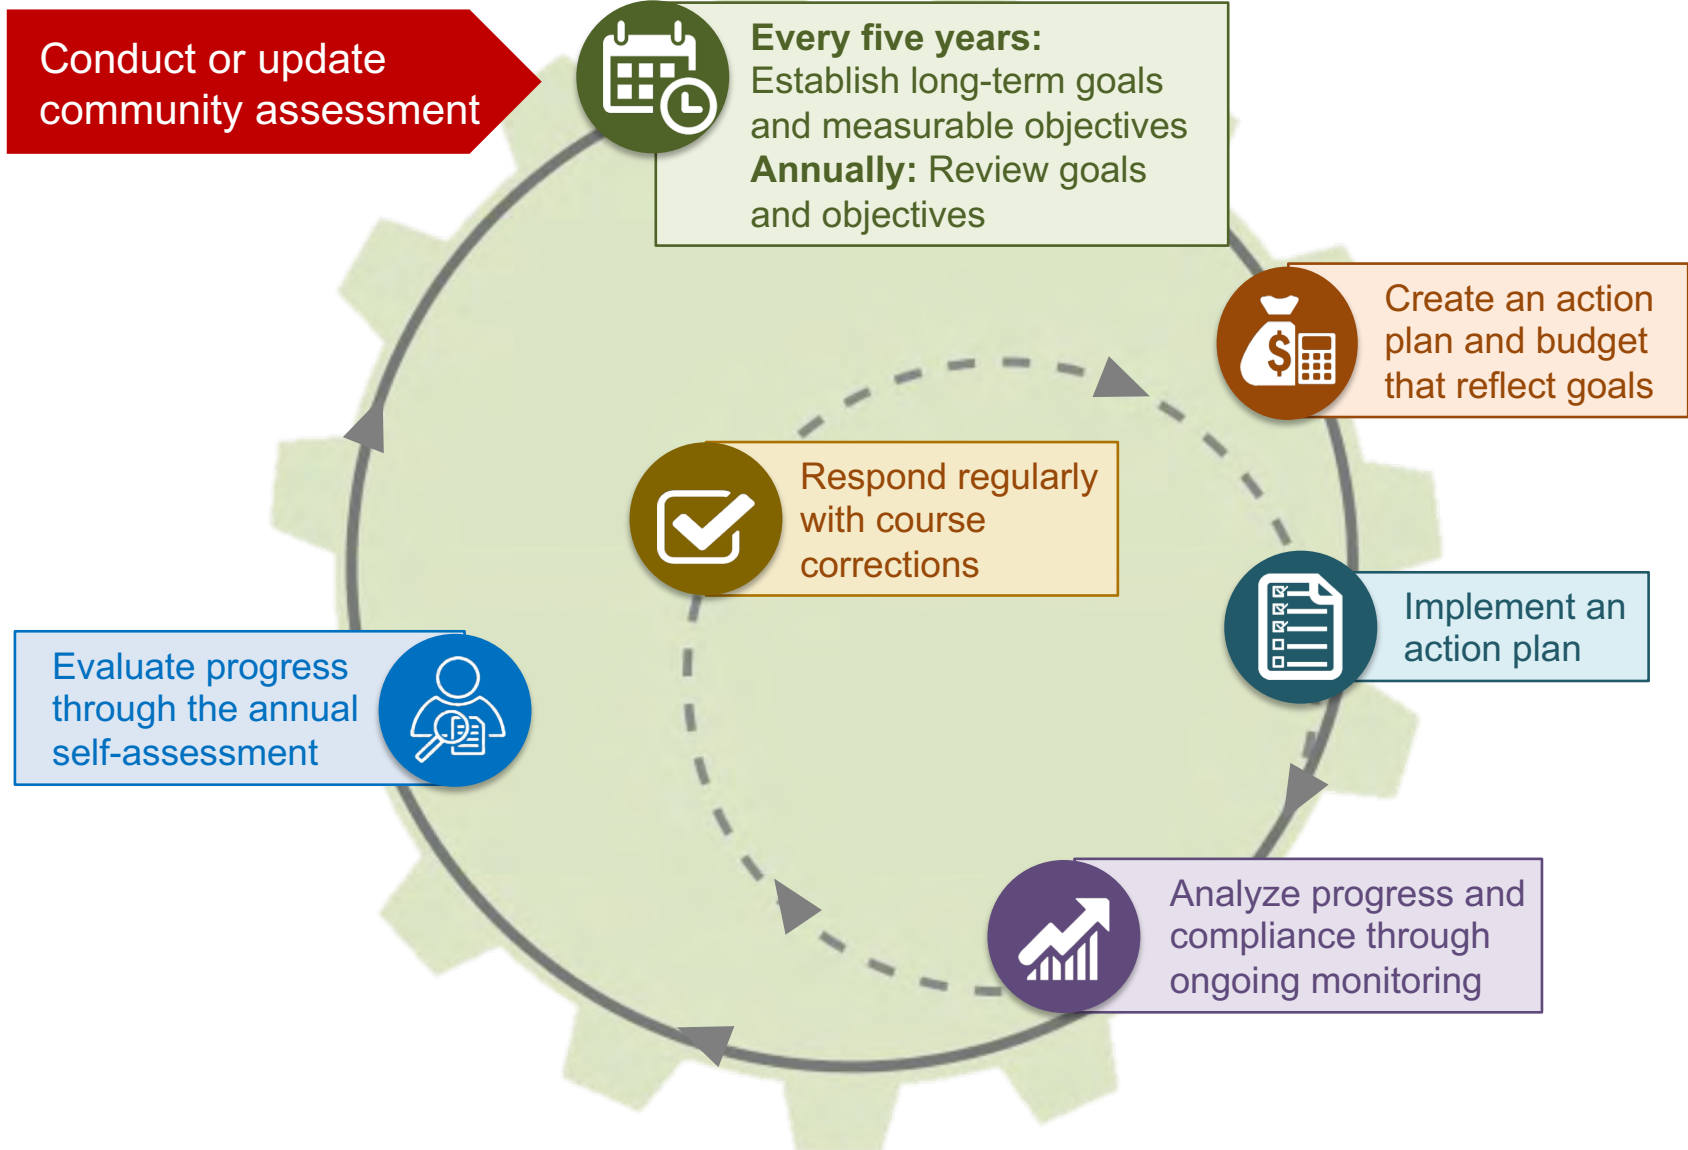 Conduct or update
community assessment
Every five years:
Establish long-term goals
and measurable objectives
Annually: Review goals
and objectives
$
Create an action
plan and budget
that reflect goals
Respond regularly
with course
corrections
Implement an
action plan
Evaluate progress
through the annual
self-assessment
Analyze progress and
compliance through
ongoing monitoring